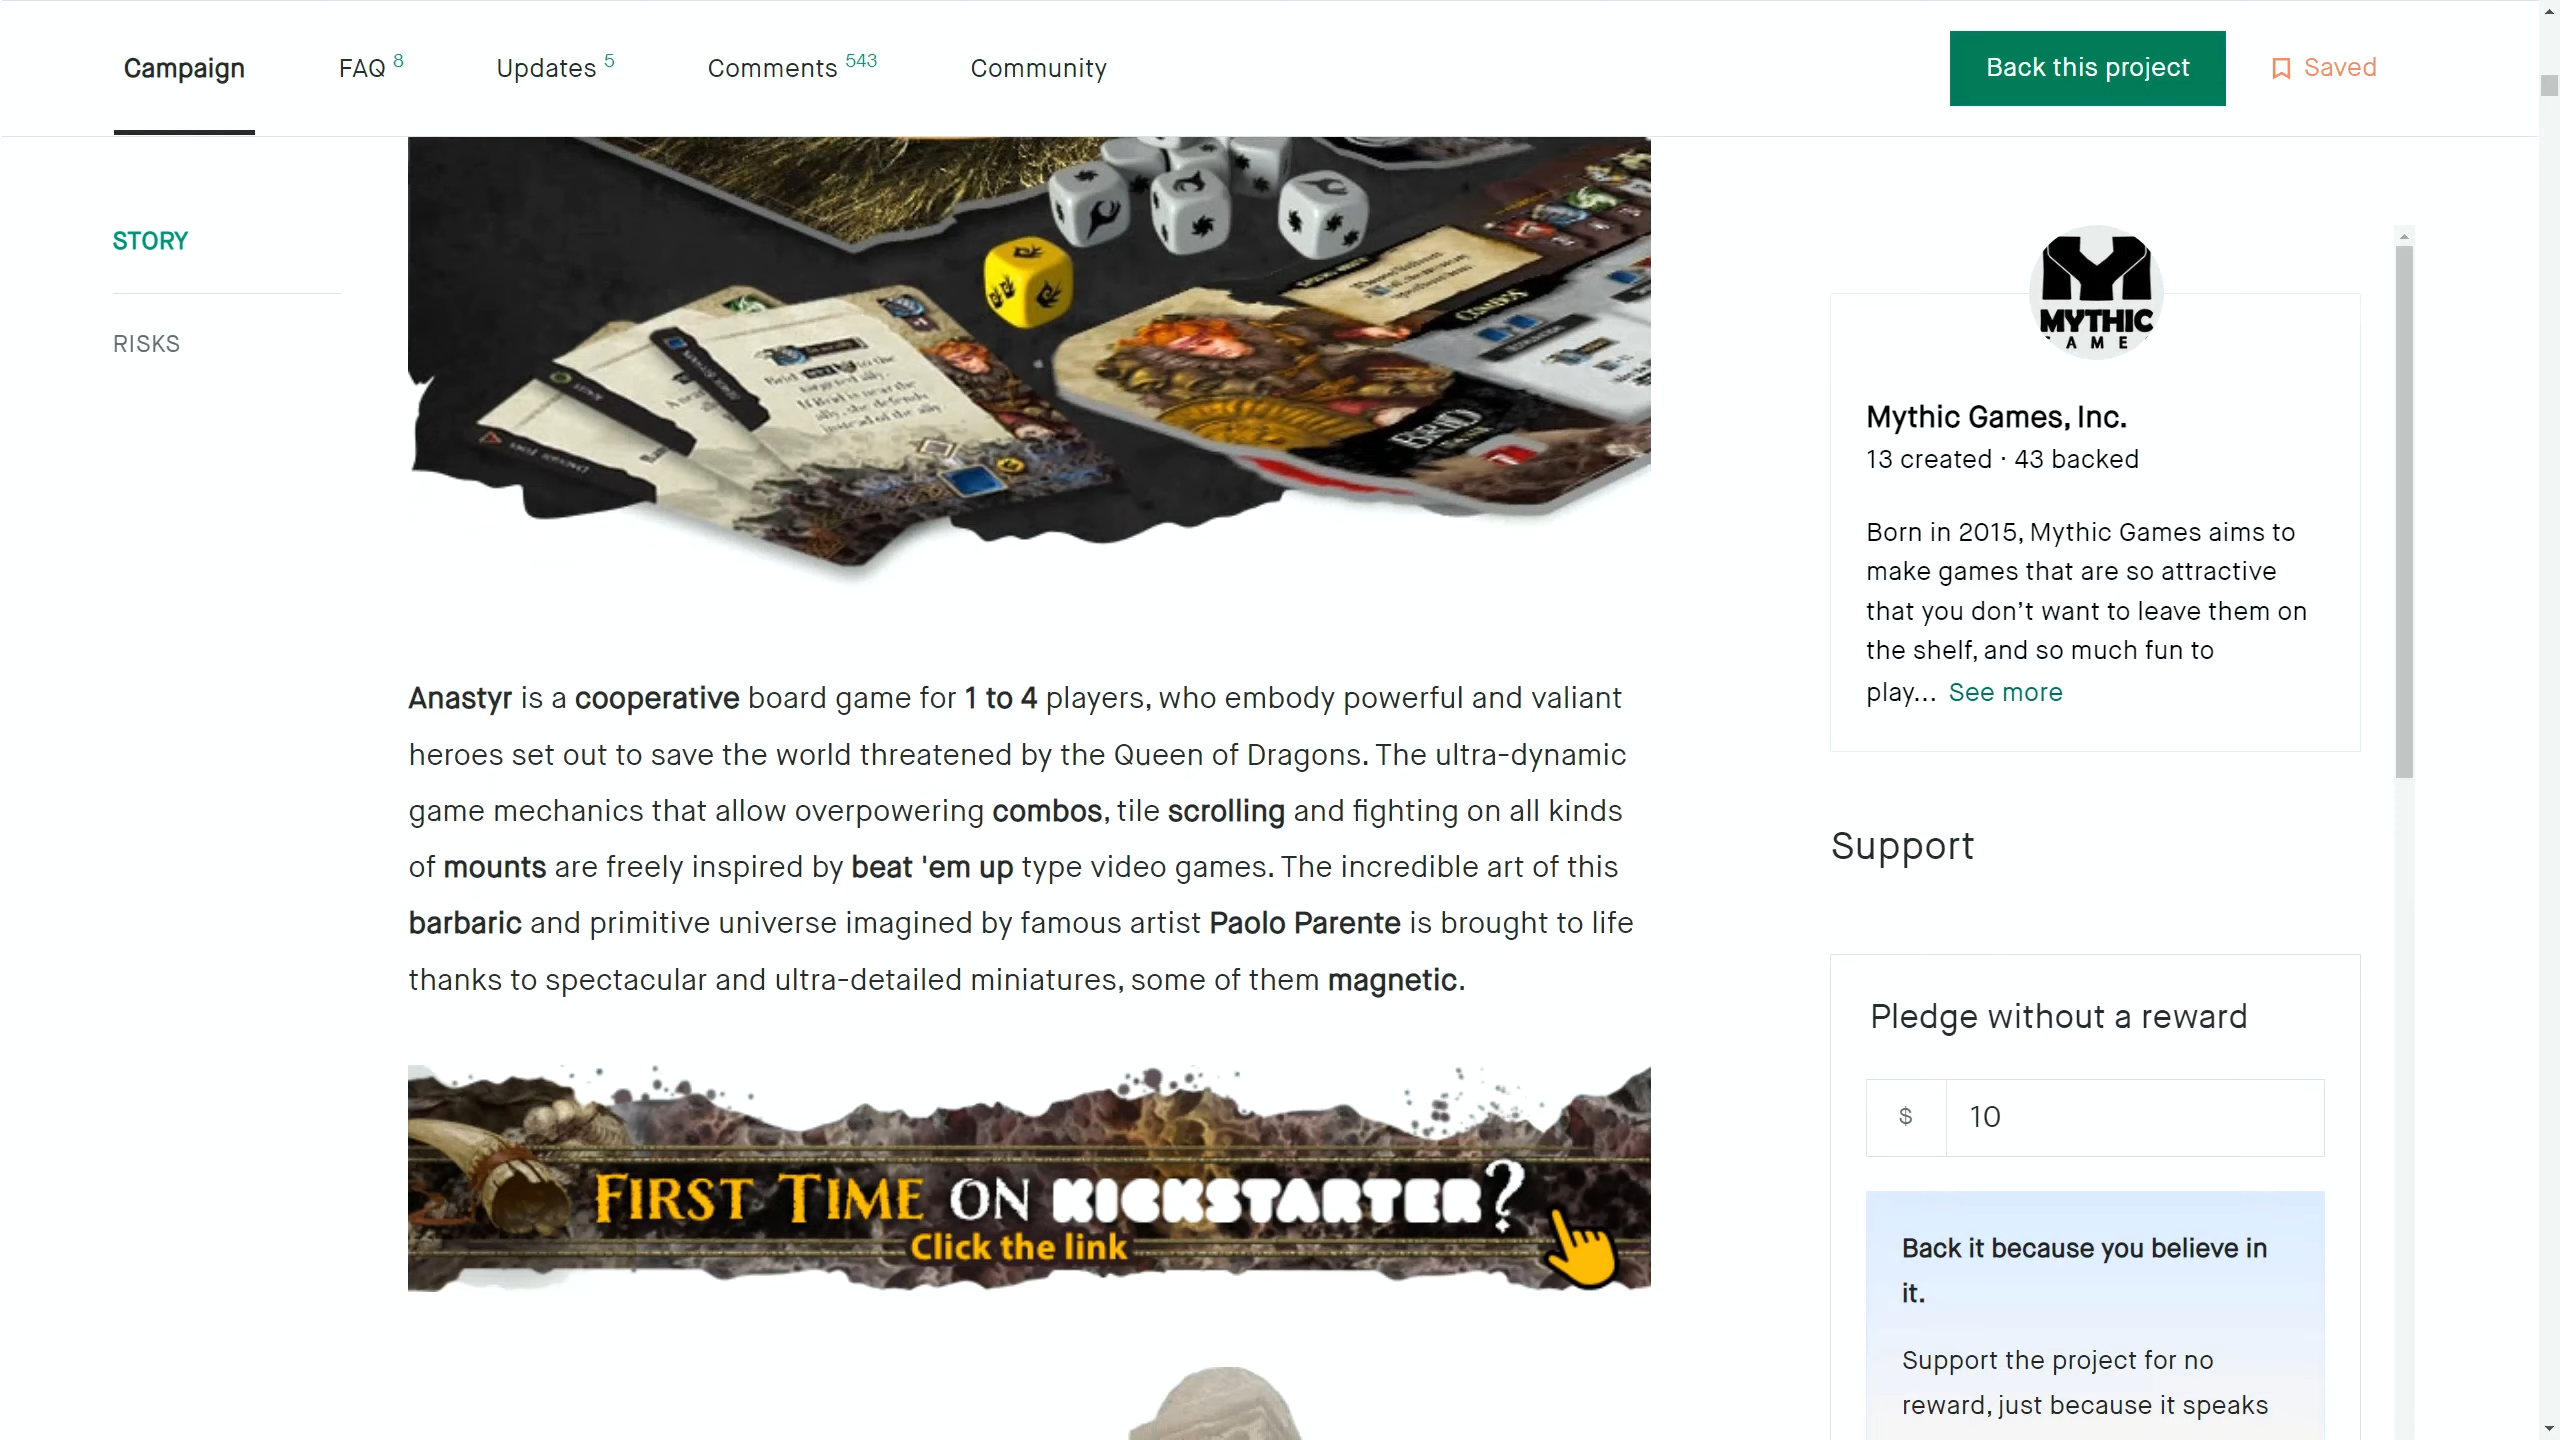 Campaign
FAQ 8
Updates 5
Comments 543
Community
Back this project
Saved
STORY
RISKS
COMBOS
BRID
MYTHIC
GAMES
Mythic Games, Inc.
13 created · 43 backed
Born in 2015, Mythic Games aims to
make games that are so attractive
that you don’t want to leave them on
the shelf, and so much fun to
play... See more
Anastyr is a cooperative board game for 1 to 4 players, who embody powerful and valiant
heroes set out to save the world threatened by the Queen of Dragons. The ultra-dynamic
game mechanics that allow overpowering combos, tile scrolling and fighting on all kinds
of mounts are freely inspired by beat 'em up type video games. The incredible art of this
barbaric and primitive universe imagined by famous artist Paolo Parente is brought to life
thanks to spectacular and ultra-detailed miniatures, some of them magnetic.
FIRST TIME ON KICKSTARTER?
Click the link
Support
Pledge without a reward
$ 10
Back it because you believe in
it.
Support the project for no
reward, just because it speaks